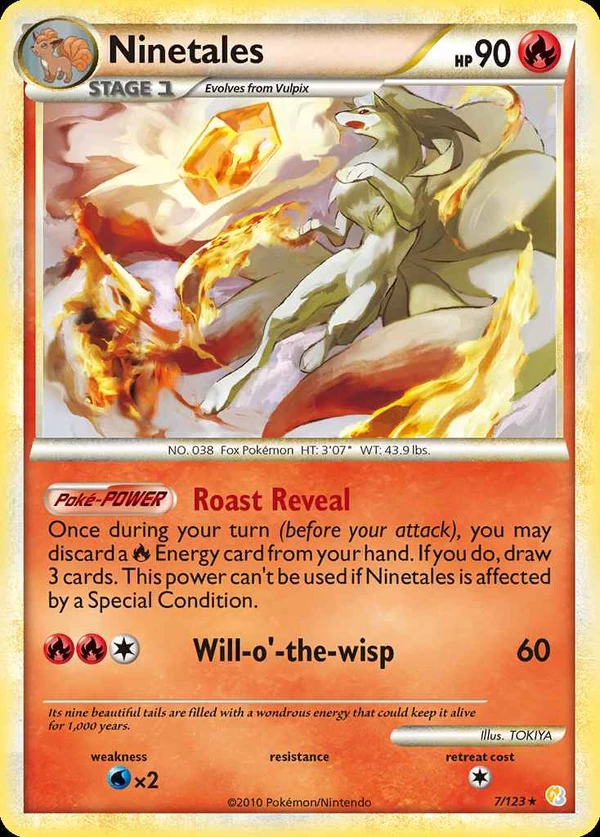 Ninetales
HP 90
STAGE 1
Evolves from Vulpix
NO. 038 Fox Pokémon HT: 3'07" WT: 43.9 lbs.
Poké-POWER Roast Reveal
Once during your turn (before your attack), you may
discard a Energy card from your hand. If you do, draw
3 cards. This power can't be used if Ninetales is affected
by a Special Condition.
Will-o'-the-wisp 60
Its nine beautiful tails are filled with a wondrous energy that could keep it alive
for 1,000 years.
Illus. TOKIYA
weakness resistance retreat cost
×2
©2010 Pokémon/Nintendo 7/123★